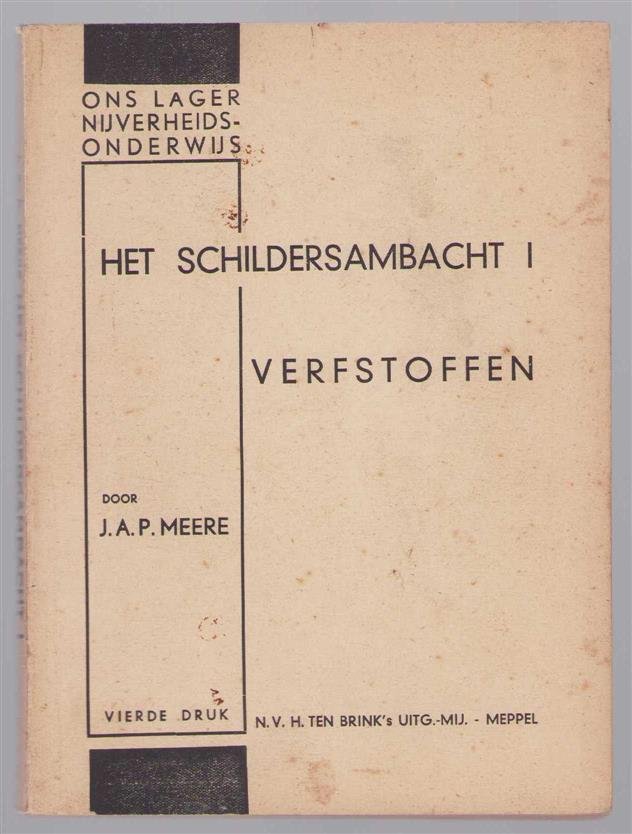 ONS LAGER
NIJVERHEIDS-
ONDERWIJS
HET SCHILDERSAMBACHT I
VERFSTOFFEN
DOOR
J.A.P. MEERE
VIERDE DRUK
N.V. H. TEN BRINK's UITG.-MIJ. - MEPPEL